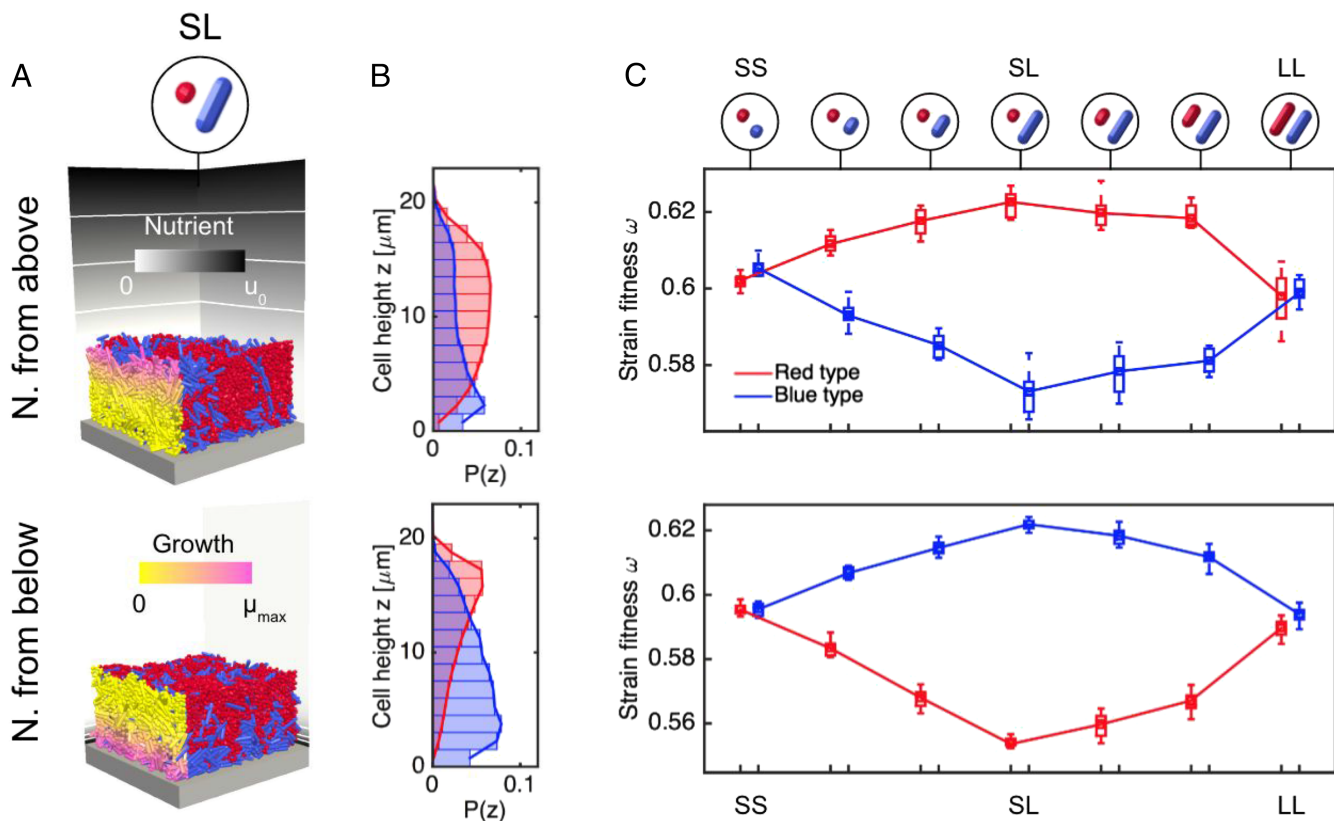 SL
A
B
C
SS
SL
LL
N. from above
Nutrient
0
u0
Cell height z [μm
20
10
0
0
0.1
P(z)
Strain fitness ω
0.62
0.6
0.58
Red type
Blue type
N. from below
Growth
0
μmax
Cell height z [μm
20
10
0
0
0.1
P(z)
Strain fitness ω
0.62
0.6
0.58
0.56
SS
SL
LL